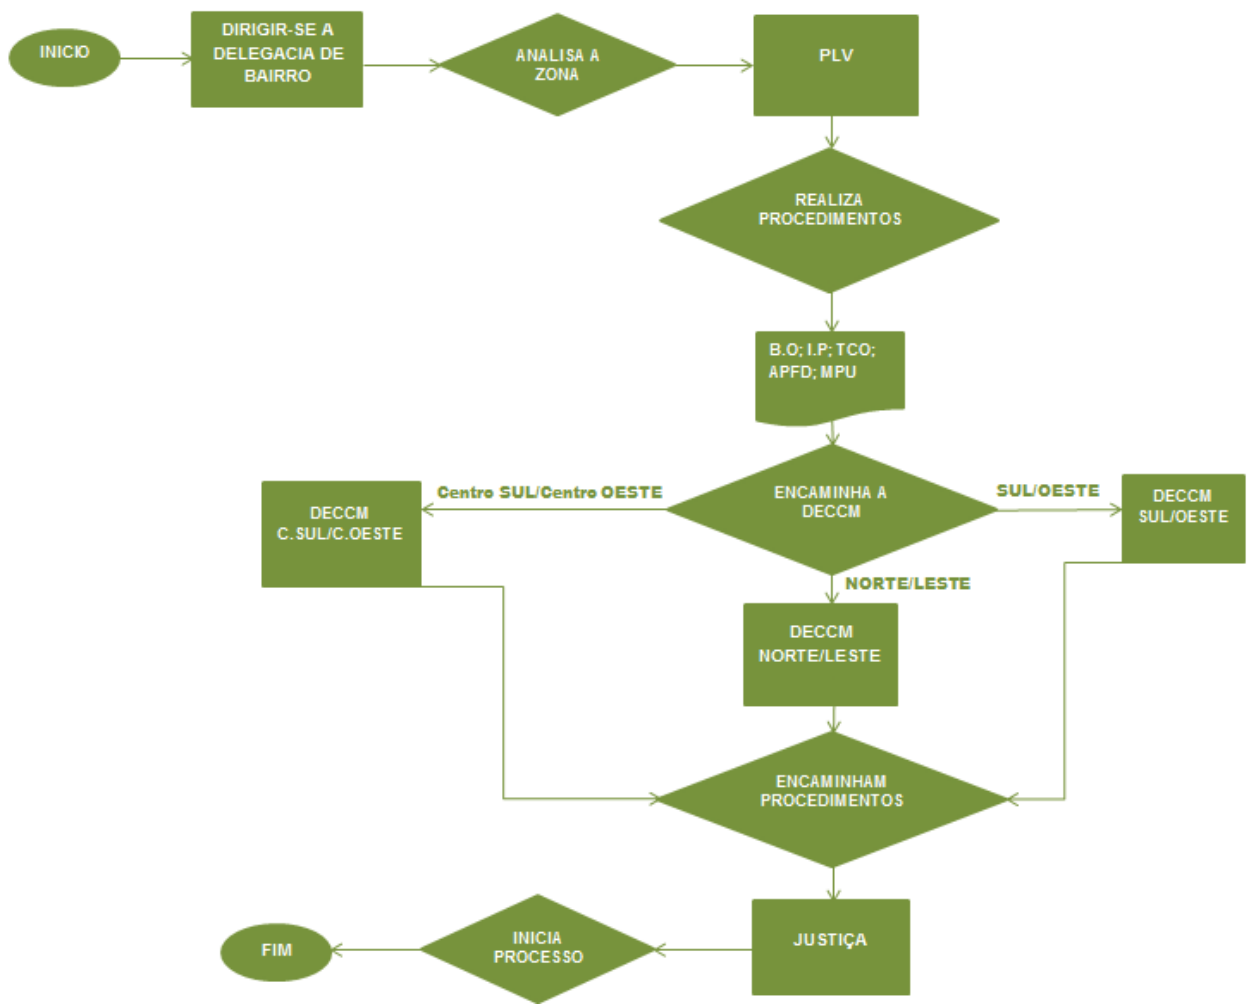 INICIO
DIRIGIR-SE A
DELEGACIA DE
BAIRRO
ANALISA A
ZONA
PLV
REALIZA
PROCEDIMENTOS
B.O; I.P; TCO;
APFD; MPU
ENCAMINHA A
DECCM
Centro SUL/Centro OESTE
SUL/OESTE
NORTE/LESTE
DECCM
C.SUL/C.OESTE
DECCM
SUL/OESTE
DECCM
NORTE/LESTE
ENCAMINHAM
PROCEDIMENTOS
JUSTIÇA
INICIA
PROCESSO
FIM